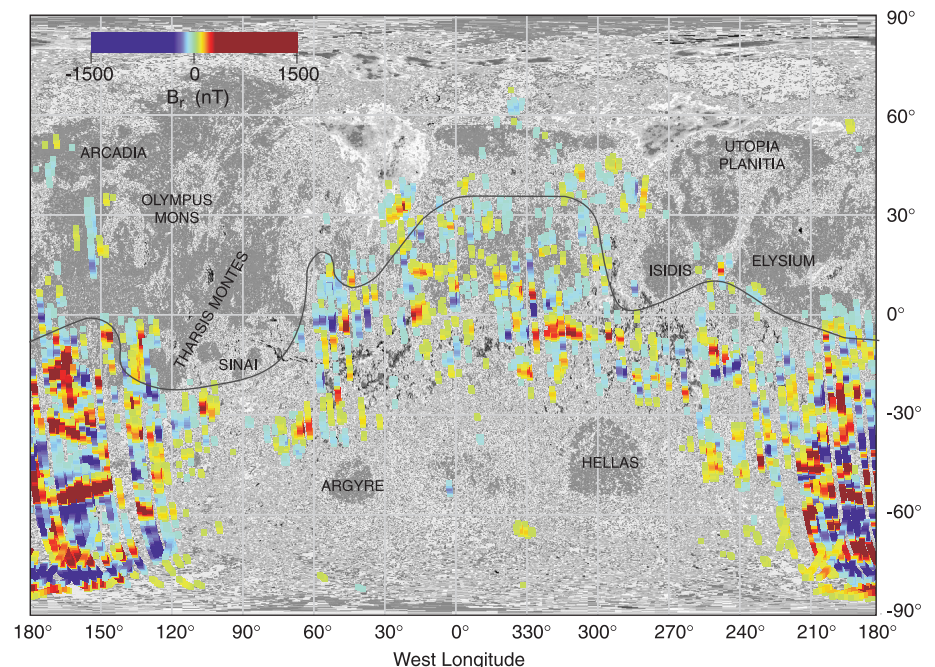 90°
-1500 0 1500
Br (nT)
60°
ARCADIA
UTOPIA
PLANITIA
OLYMPUS
MONS
30°
THARSIS MONTES
ISIDIS
ELYSIUM
0°
SINAI
-30°
ARGYRE
HELLAS
-60°
-90°
180° 150° 120° 90° 60° 30° 0° 330° 300° 270° 240° 210° 180°
West Longitude